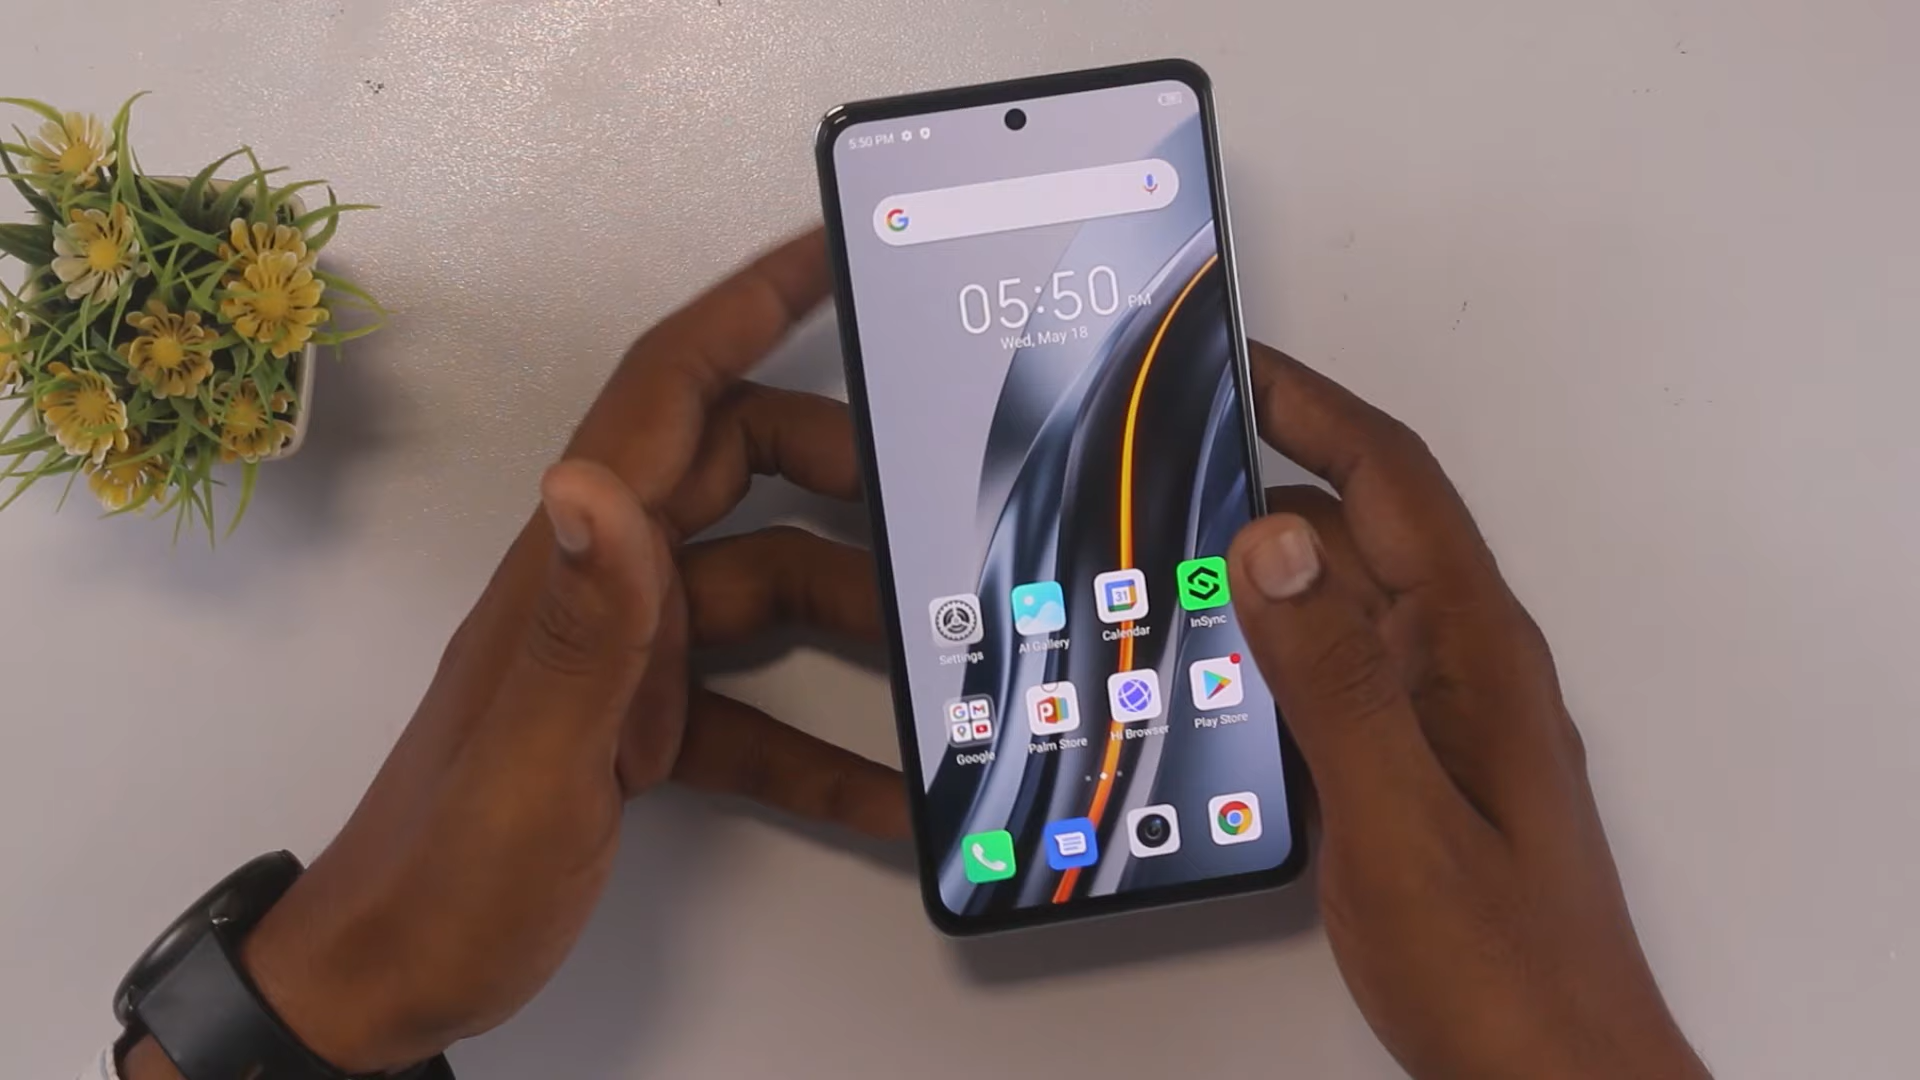 5:50 PM
G
05:50 PM
Wed, May 18
31
Settings
AI Gallery
Calendar
InSync
G M
P
Google
Palm Store
Hi Browser
Play Store